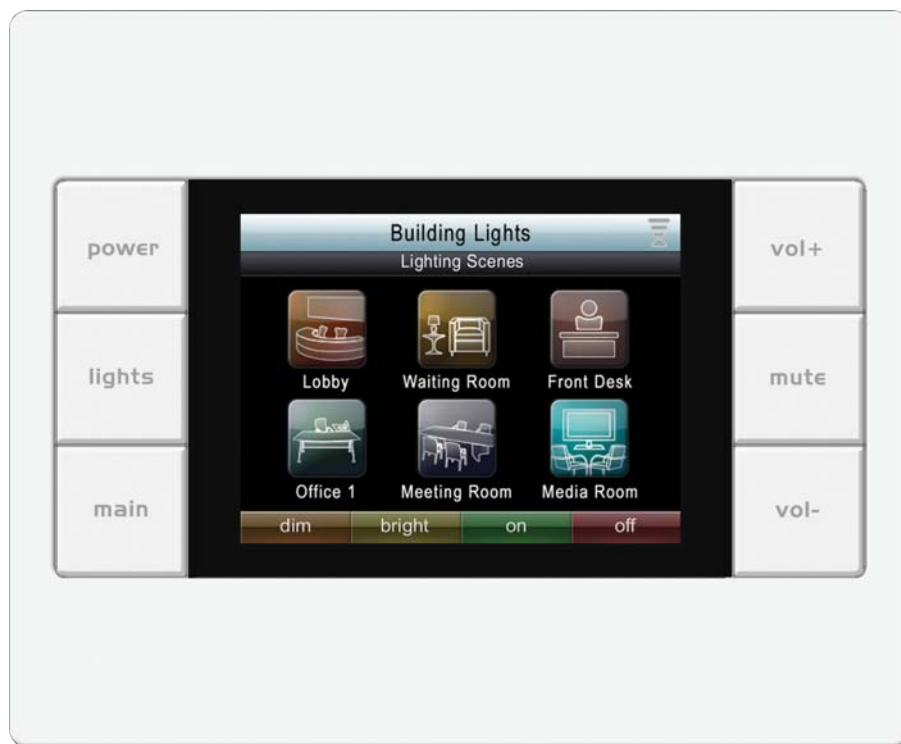 power
lights
main
Building Lights
Lighting Scenes
Lobby Waiting Room Front Desk
Office 1 Meeting Room Media Room
dim bright on off
vol+
mute
vol-